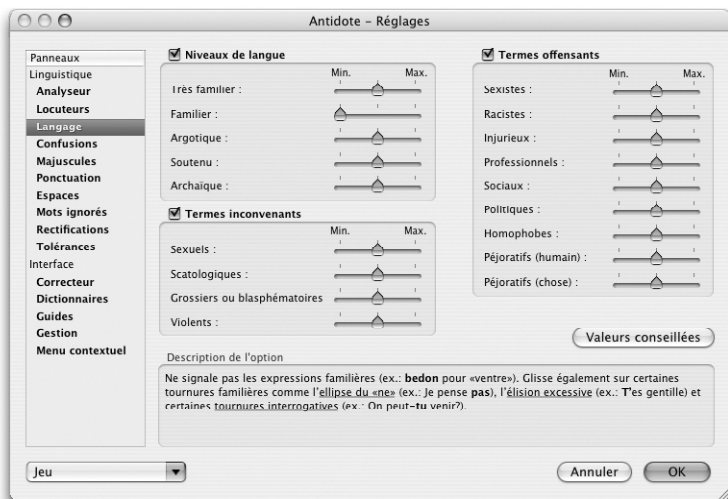 Antidote – Réglages
Panneaux
Linguistique
Analyseur
Locuteurs
Langage
Confusions
Majuscules
Ponctuation
Espaces
Mots ignorés
Rectifications
Tolérances
Interface
Correcteur
Dictionnaires
Guides
Gestion
Menu contextuel
Jeu
Niveaux de langue
Min. Max.
Très familier :
Familier :
Argotique :
Soutenu :
Archaïque :
Termes inconvenants
Min. Max.
Sexuels :
Scatologiques :
Grossiers ou blasphématoires
Violents :
Termes offensants
Min. Max.
Sexistes :
Racistes :
Injurieux :
Professionnels :
Sociaux :
Politiques :
Homophobes :
Péjoratifs (humain) :
Péjoratifs (chose) :
Valeurs conseillées
Description de l'option
Ne signale pas les expressions familières (ex.: bedon pour «ventre»). Glisse également sur certaines
tournures familières comme l'ellipse du «ne» (ex.: Je pense pas), l'élision excessive (ex.: T'es gentille) et
certaines tournures interrogatives (ex.: On peut-tu venir?).
Annuler OK